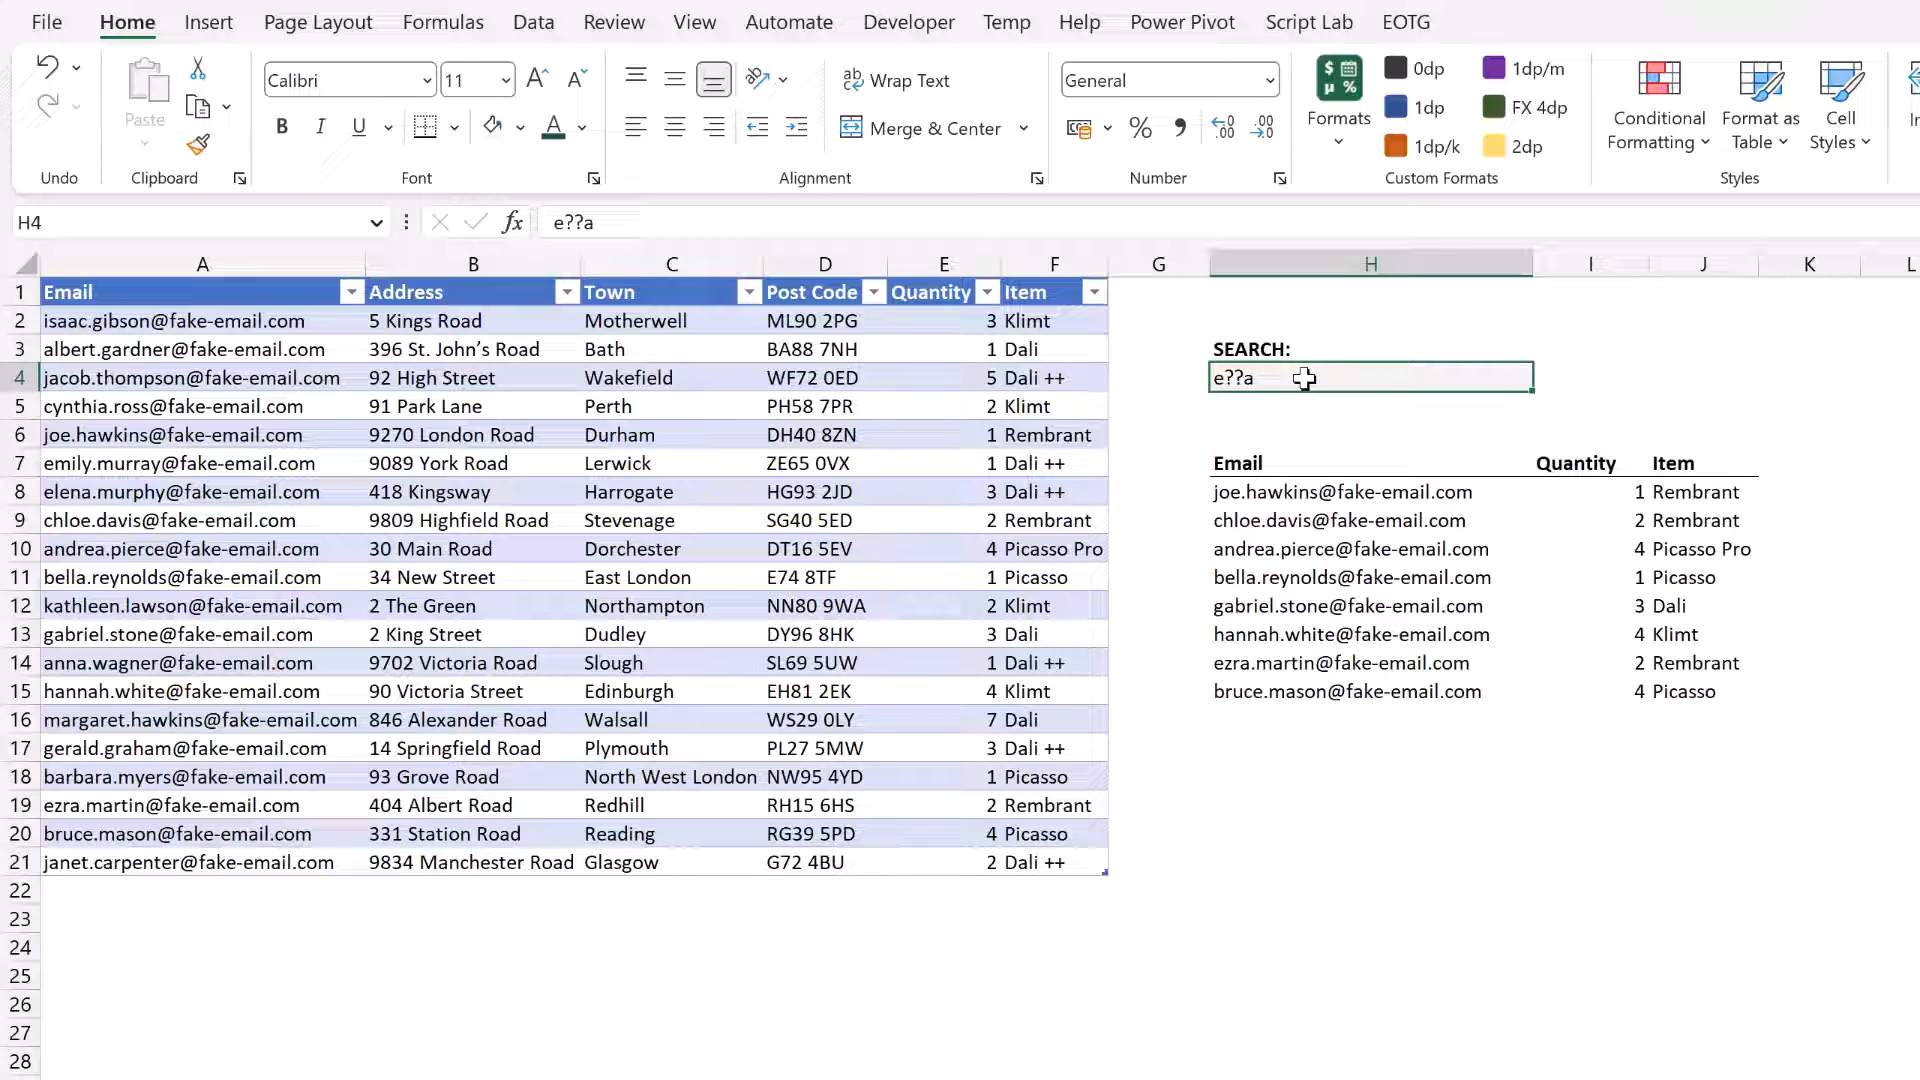 File Home Insert Page Layout Formulas Data Review View Automate Developer Temp Help Power Pivot Script Lab EOTG
Calibri 11 Wrap Text General 0dp 1dp/m
Paste B I U Merge & Center % Formats 1dp FX 4dp Conditional Format as Cell
1dp/k 2dp Formatting Table Styles
Undo Clipboard Font Alignment Number Custom Formats Styles
H4 fx e??a
A B C D E F G H I J K L
1 Email Address Town Post Code Quantity Item
2 isaac.gibson@fake-email.com 5 Kings Road Motherwell ML90 2PG 3 Klimt
3 albert.gardner@fake-email.com 396 St. John’s Road Bath BA88 7NH 1 Dali SEARCH:
4 jacob.thompson@fake-email.com 92 High Street Wakefield WF72 0ED 5 Dali ++ e??a
5 cynthia.ross@fake-email.com 91 Park Lane Perth PH58 7PR 2 Klimt
6 joe.hawkins@fake-email.com 9270 London Road Durham DH40 8ZN 1 Rembrant
7 emily.murray@fake-email.com 9089 York Road Lerwick ZE65 0VX 1 Dali ++ Email Quantity Item
8 elena.murphy@fake-email.com 418 Kingsway Harrogate HG93 2JD 3 Dali ++ joe.hawkins@fake-email.com 1 Rembrant
9 chloe.davis@fake-email.com 9809 Highfield Road Stevenage SG40 5ED 2 Rembrant chloe.davis@fake-email.com 2 Rembrant
10 andrea.pierce@fake-email.com 30 Main Road Dorchester DT16 5EV 4 Picasso Pro andrea.pierce@fake-email.com 4 Picasso Pro
11 bella.reynolds@fake-email.com 34 New Street East London E74 8TF 1 Picasso bella.reynolds@fake-email.com 1 Picasso
12 kathleen.lawson@fake-email.com 2 The Green Northampton NN80 9WA 2 Klimt gabriel.stone@fake-email.com 3 Dali
13 gabriel.stone@fake-email.com 2 King Street Dudley DY96 8HK 3 Dali hannah.white@fake-email.com 4 Klimt
14 anna.wagner@fake-email.com 9702 Victoria Road Slough SL69 5UW 1 Dali ++ ezra.martin@fake-email.com 2 Rembrant
15 hannah.white@fake-email.com 90 Victoria Street Edinburgh EH81 2EK 4 Klimt bruce.mason@fake-email.com 4 Picasso
16 margaret.hawkins@fake-email.com 846 Alexander Road Walsall WS29 0LY 7 Dali
17 gerald.graham@fake-email.com 14 Springfield Road Plymouth PL27 5MW 3 Dali ++
18 barbara.myers@fake-email.com 93 Grove Road North West London NW95 4YD 1 Picasso
19 ezra.martin@fake-email.com 404 Albert Road Redhill RH15 6HS 2 Rembrant
20 bruce.mason@fake-email.com 331 Station Road Reading RG39 5PD 4 Picasso
21 janet.carpenter@fake-email.com 9834 Manchester Road Glasgow G72 4BU 2 Dali ++
22
23
24
25
26
27
28